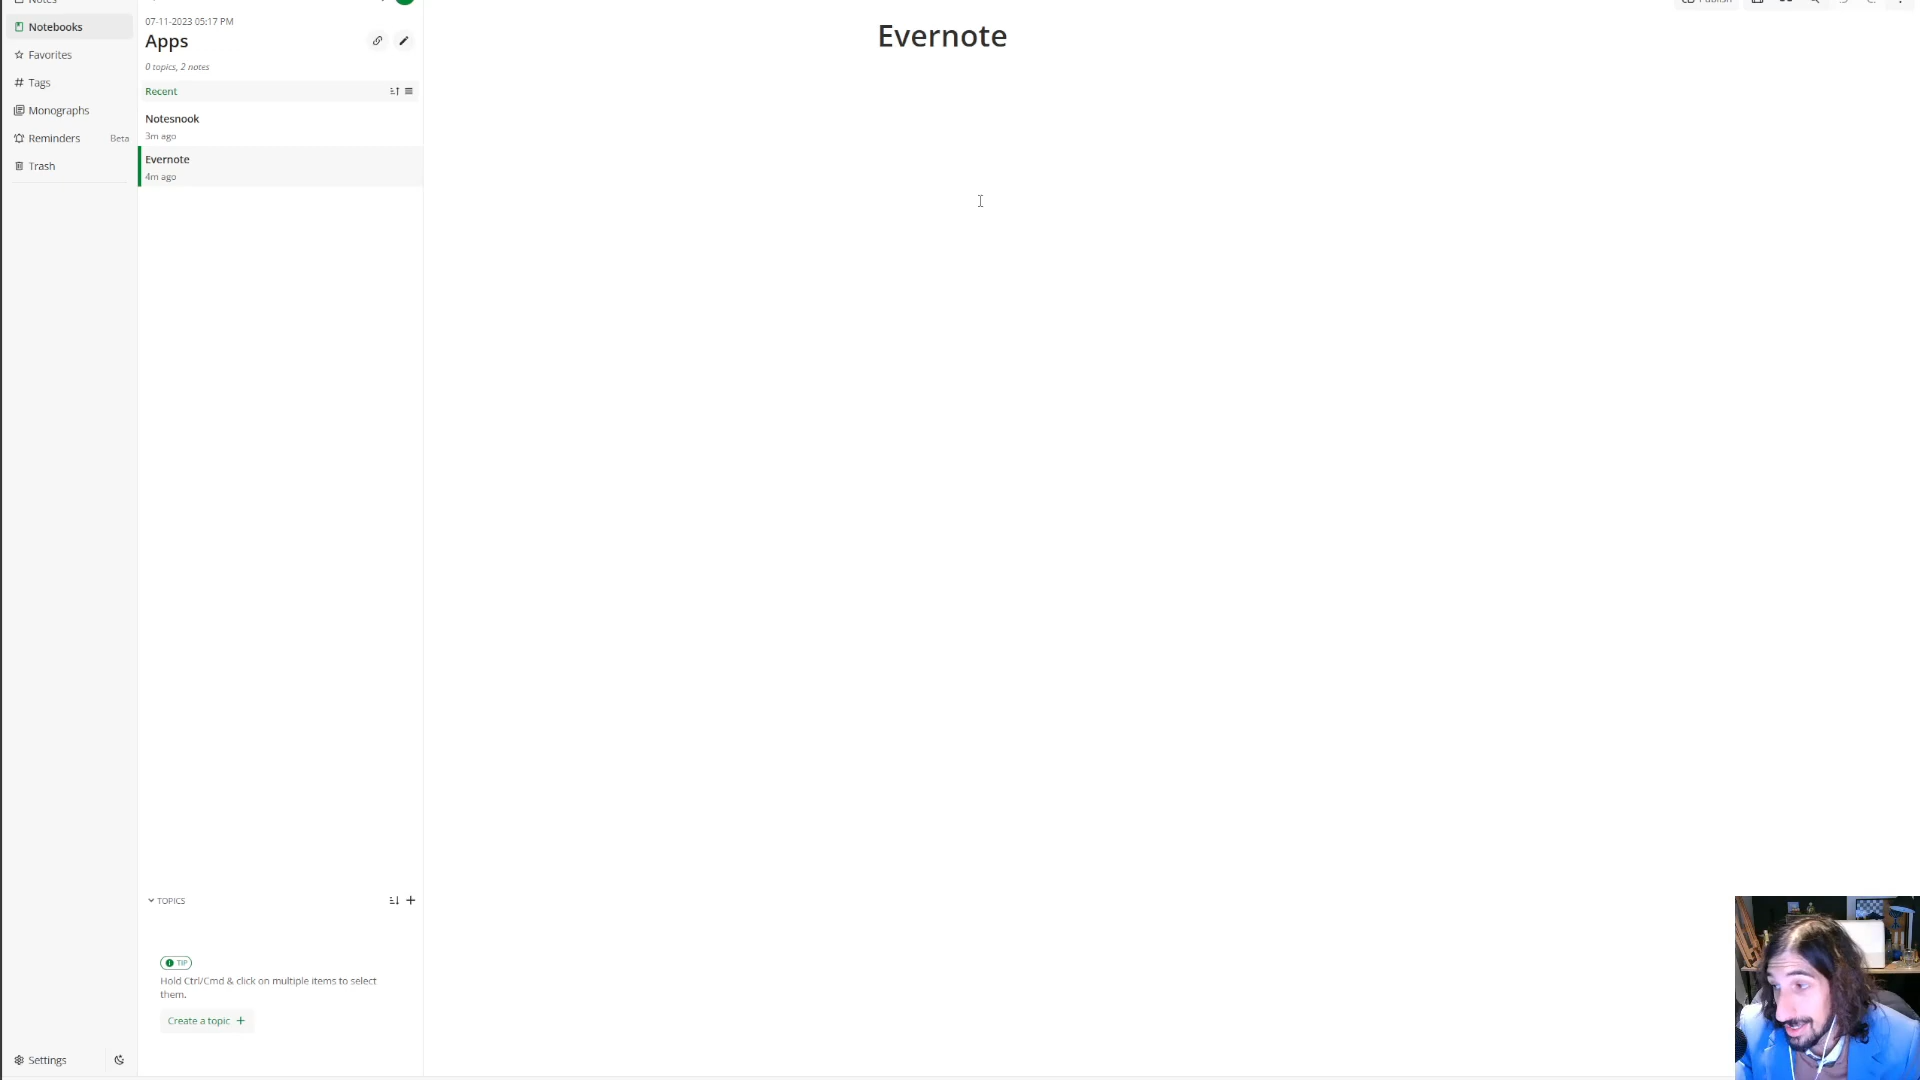 Notes
Notebooks
Favorites
Tags
Monographs
Reminders Beta
Trash
Settings
07-11-2023 05:17 PM
Apps
0 topics, 2 notes
Recent
Notesnook
3m ago
Evernote
4m ago
TOPICS
TIP
Hold Ctrl/Cmd & click on multiple items to select
them.
Create a topic +
Publish
Evernote